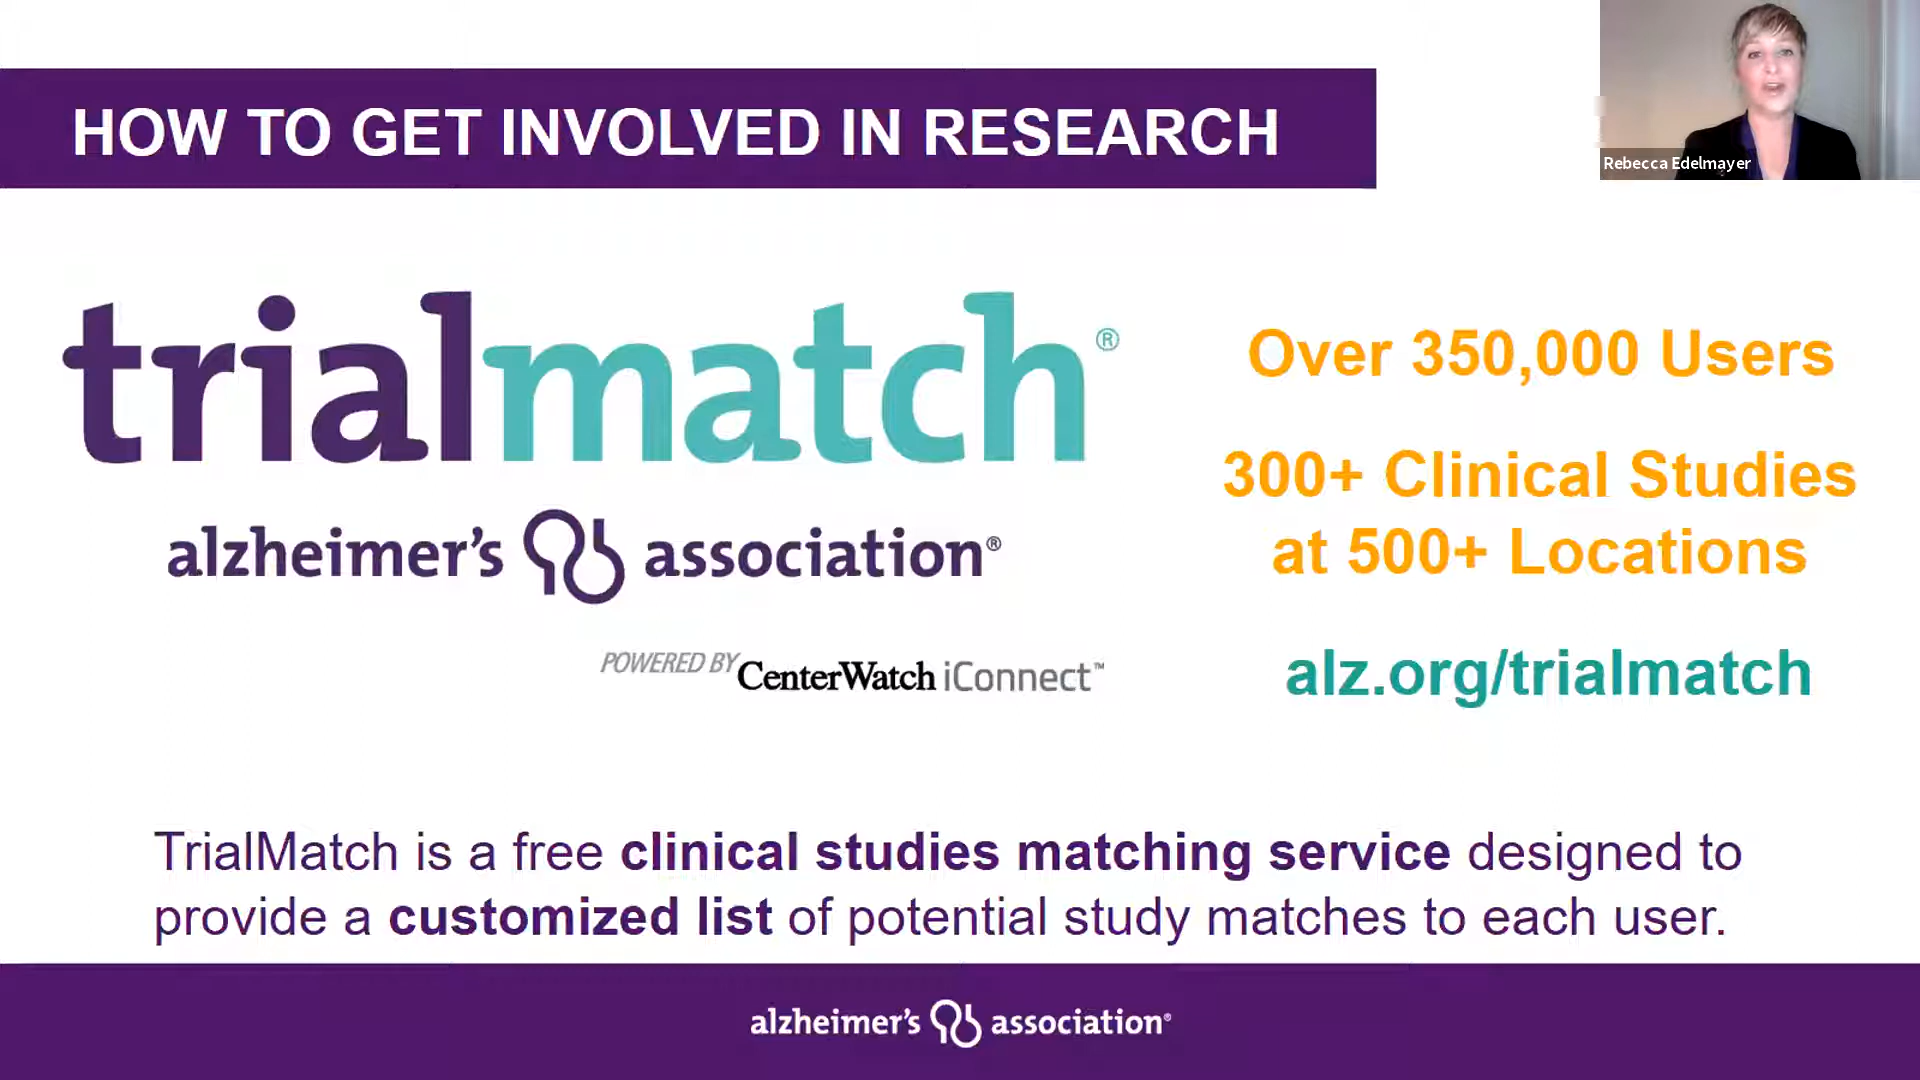 HOW TO GET INVOLVED IN RESEARCH
Rebecca Edelmayer
trialmatch®
alzheimer's association®
POWERED BY CenterWatch iConnect™
Over 350,000 Users
300+ Clinical Studies
at 500+ Locations
alz.org/trialmatch
TrialMatch is a free clinical studies matching service designed to
provide a customized list of potential study matches to each user.
alzheimer's association®